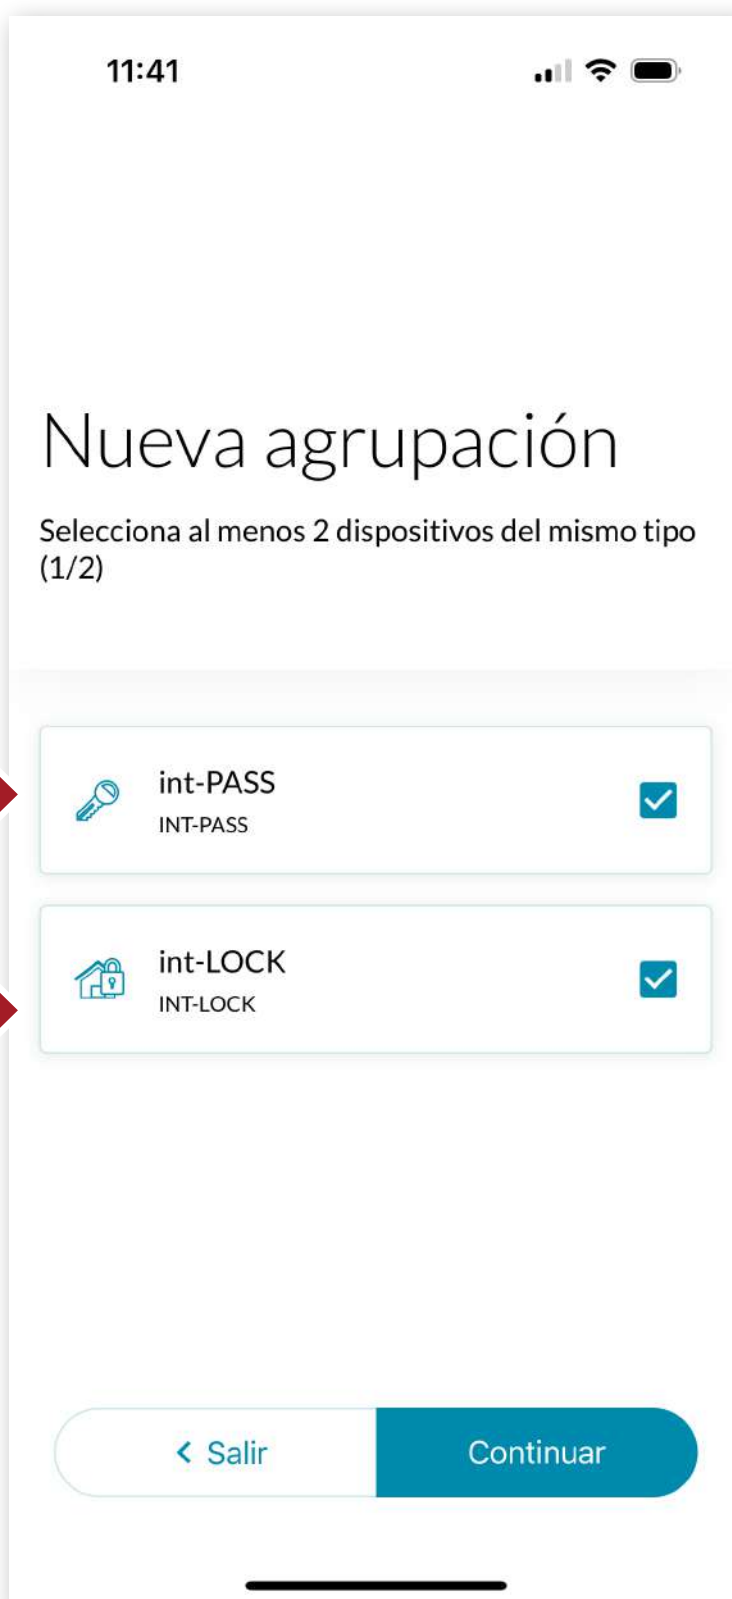 11:41
Nueva agrupación
Selecciona al menos 2 dispositivos del mismo tipo
(1/2)
int-PASS
INT-PASS
int-LOCK
INT-LOCK
Salir
Continuar